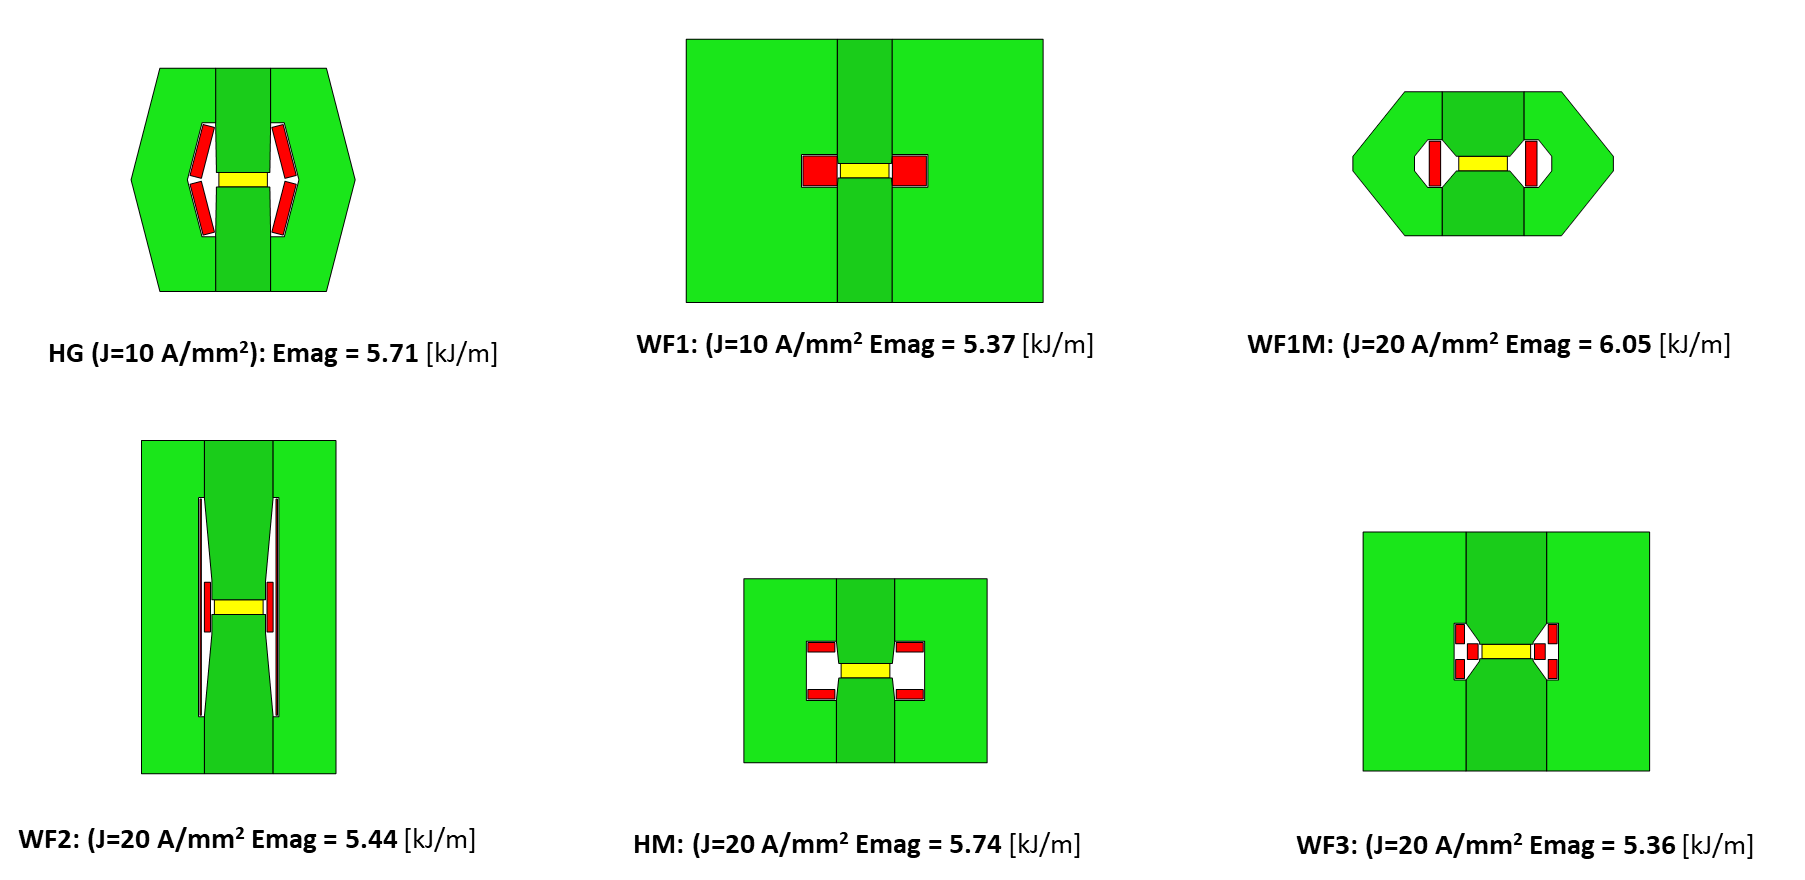 HG (J=10 A/mm²): Emag = 5.71 [kJ/m]
WF1: (J=10 A/mm² Emag = 5.37 [kJ/m]
WF1M: (J=20 A/mm² Emag = 6.05 [kJ/m]
WF2: (J=20 A/mm² Emag = 5.44 [kJ/m]
HM: (J=20 A/mm² Emag = 5.74 [kJ/m]
WF3: (J=20 A/mm² Emag = 5.36 [kJ/m]